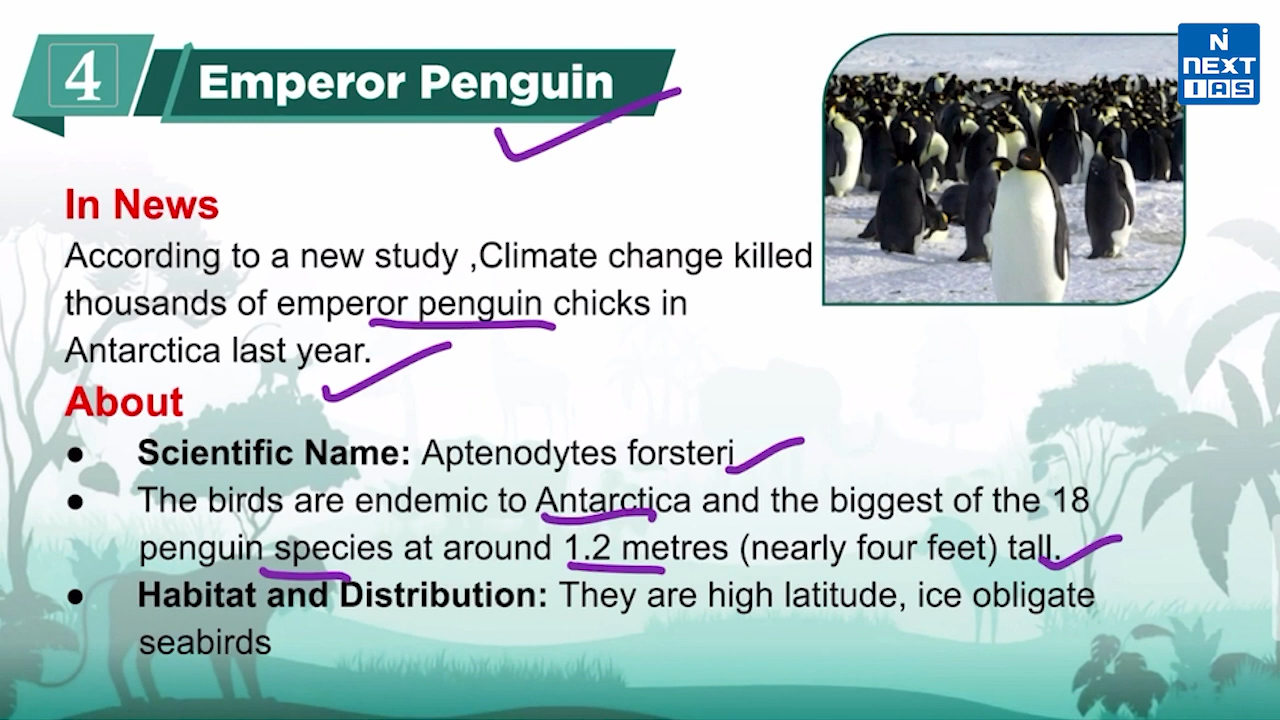 4
Emperor Penguin
NEXT
IAS
In News
According to a new study ,Climate change killed
thousands of emperor penguin chicks in
Antarctica last year.
About
● Scientific Name: Aptenodytes forsteri
● The birds are endemic to Antarctica and the biggest of the 18
penguin species at around 1.2 metres (nearly four feet) tall.
● Habitat and Distribution: They are high latitude, ice obligate
seabirds